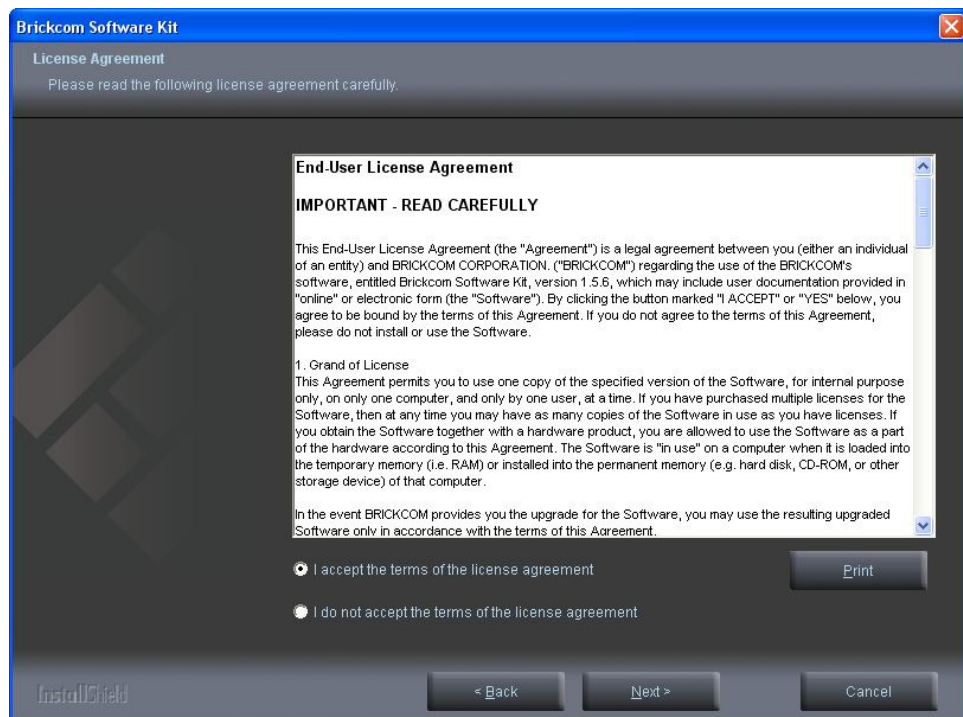 Brickcom Software Kit
License Agreement
Please read the following license agreement carefully.
End-User License Agreement
IMPORTANT - READ CAREFULLY
This End-User License Agreement (the "Agreement") is a legal agreement between you (either an individual
of an entity) and BRICKCOM CORPORATION. ("BRICKCOM") regarding the use of the BRICKCOM's
software, entitled Brickcom Software Kit, version 1.5.6, which may include user documentation provided in
"online" or electronic form (the "Software"). By clicking the button marked "I ACCEPT" or "YES" below, you
agree to be bound by the terms of this Agreement. If you do not agree to the terms of this Agreement,
please do not install or use the Software.
1. Grand of License
This Agreement permits you to use one copy of the specified version of the Software, for internal purpose
only, on only one computer, and only by one user, at a time. If you have purchased multiple licenses for the
Software, then at any time you may have as many copies of the Software in use as you have licenses. If
you obtain the Software together with a hardware product, you are allowed to use the Software as a part
of the hardware according to this Agreement. The Software is "in use" on a computer when it is loaded into
the temporary memory (i.e. RAM) or installed into the permanent memory (e.g. hard disk, CD-ROM, or other
storage device) of that computer.
In the event BRICKCOM provides you the upgrade for the Software, you may use the resulting upgraded
Software only in accordance with the terms of this Agreement.
I accept the terms of the license agreement
Print
I do not accept the terms of the license agreement
InstallShield
< Back
Next >
Cancel